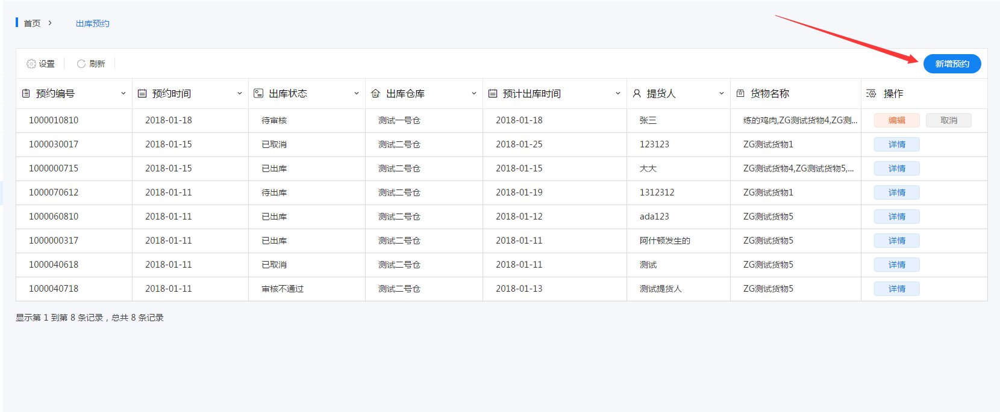 首页 > 出库预约
设置 刷新 新增预约
预约编号 预约时间 出库状态 出库仓库 预计出库时间 提货人 货物名称 操作
1000010810 2018-01-18 待审核 测试一号仓 2018-01-18 张三 练的鸡肉,ZG测试货物4,ZG测... 编辑 取消
1000030017 2018-01-15 已取消 测试二号仓 2018-01-25 123123 ZG测试货物1 详情
1000000715 2018-01-15 已出库 测试二号仓 2018-01-15 大大 ZG测试货物4,ZG测试货物5,... 详情
1000070612 2018-01-11 待出库 测试二号仓 2018-01-19 1312312 ZG测试货物1 详情
1000060810 2018-01-11 已出库 测试二号仓 2018-01-12 ada123 ZG测试货物5 详情
1000000317 2018-01-11 已出库 测试二号仓 2018-01-11 阿什顿发生的 ZG测试货物5 详情
1000040618 2018-01-11 已取消 测试二号仓 2018-01-11 测试 ZG测试货物5 详情
1000040718 2018-01-11 审核不通过 测试二号仓 2018-01-13 测试提货人 ZG测试货物5 详情
显示第 1 到第 8 条记录，总共 8 条记录